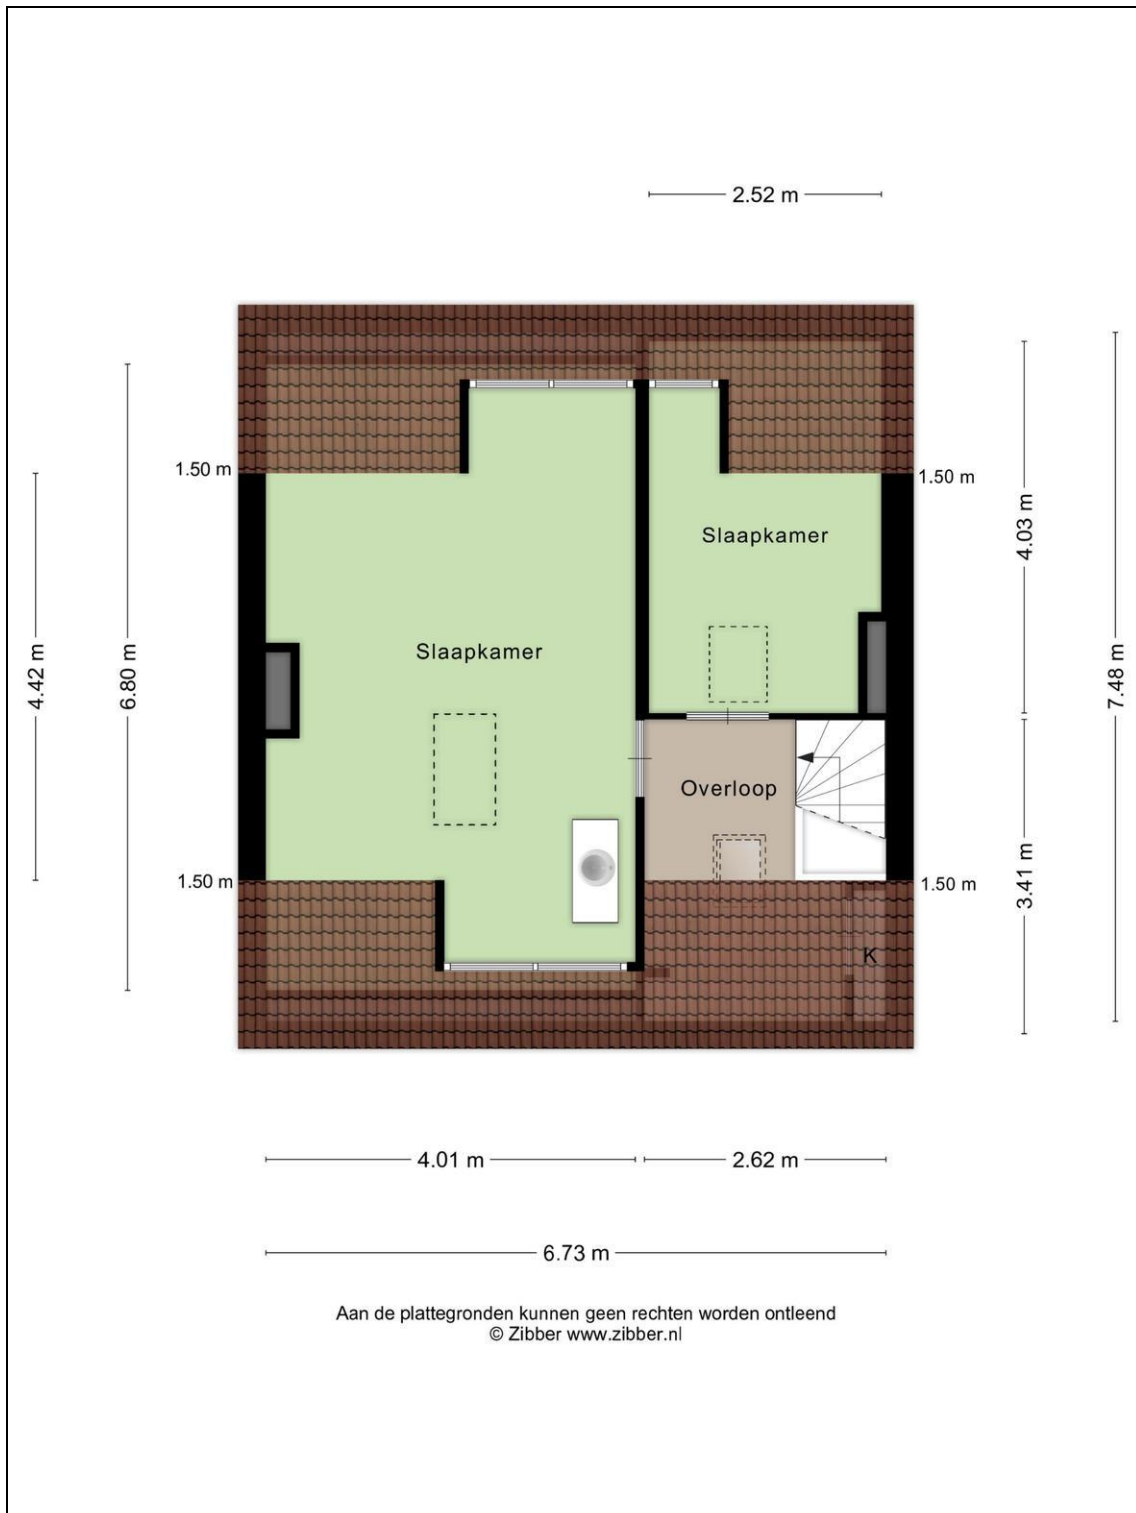 2.52 m
1.50 m
1.50 m
4.03 m
Slaapkamer
Slaapkamer
4.42 m
6.80 m
7.48 m
Overloop
1.50 m
1.50 m
3.41 m
K
4.01 m
2.62 m
6.73 m
Aan de plattegronden kunnen geen rechten worden ontleend
© Zibber www.zibber.nl